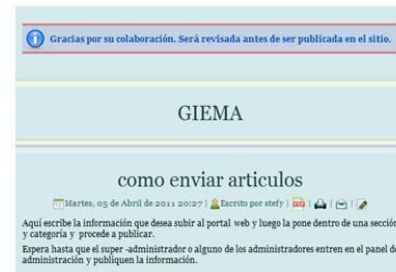 Gracias por su colaboración. Será revisada antes de ser publicada en el sitio.
GIEMA
como enviar articulos
Martes, 05 de Abril de 2011 20:27 | Escrito por stefy | | | |
Aquí escribe la información que desea subir al portal web y luego la pone dentro de una sección
y categoría y procede a publicar.
Espera hasta que el super -administrador o alguno de los administradores entren en el panel de
administración y publiquen la información.